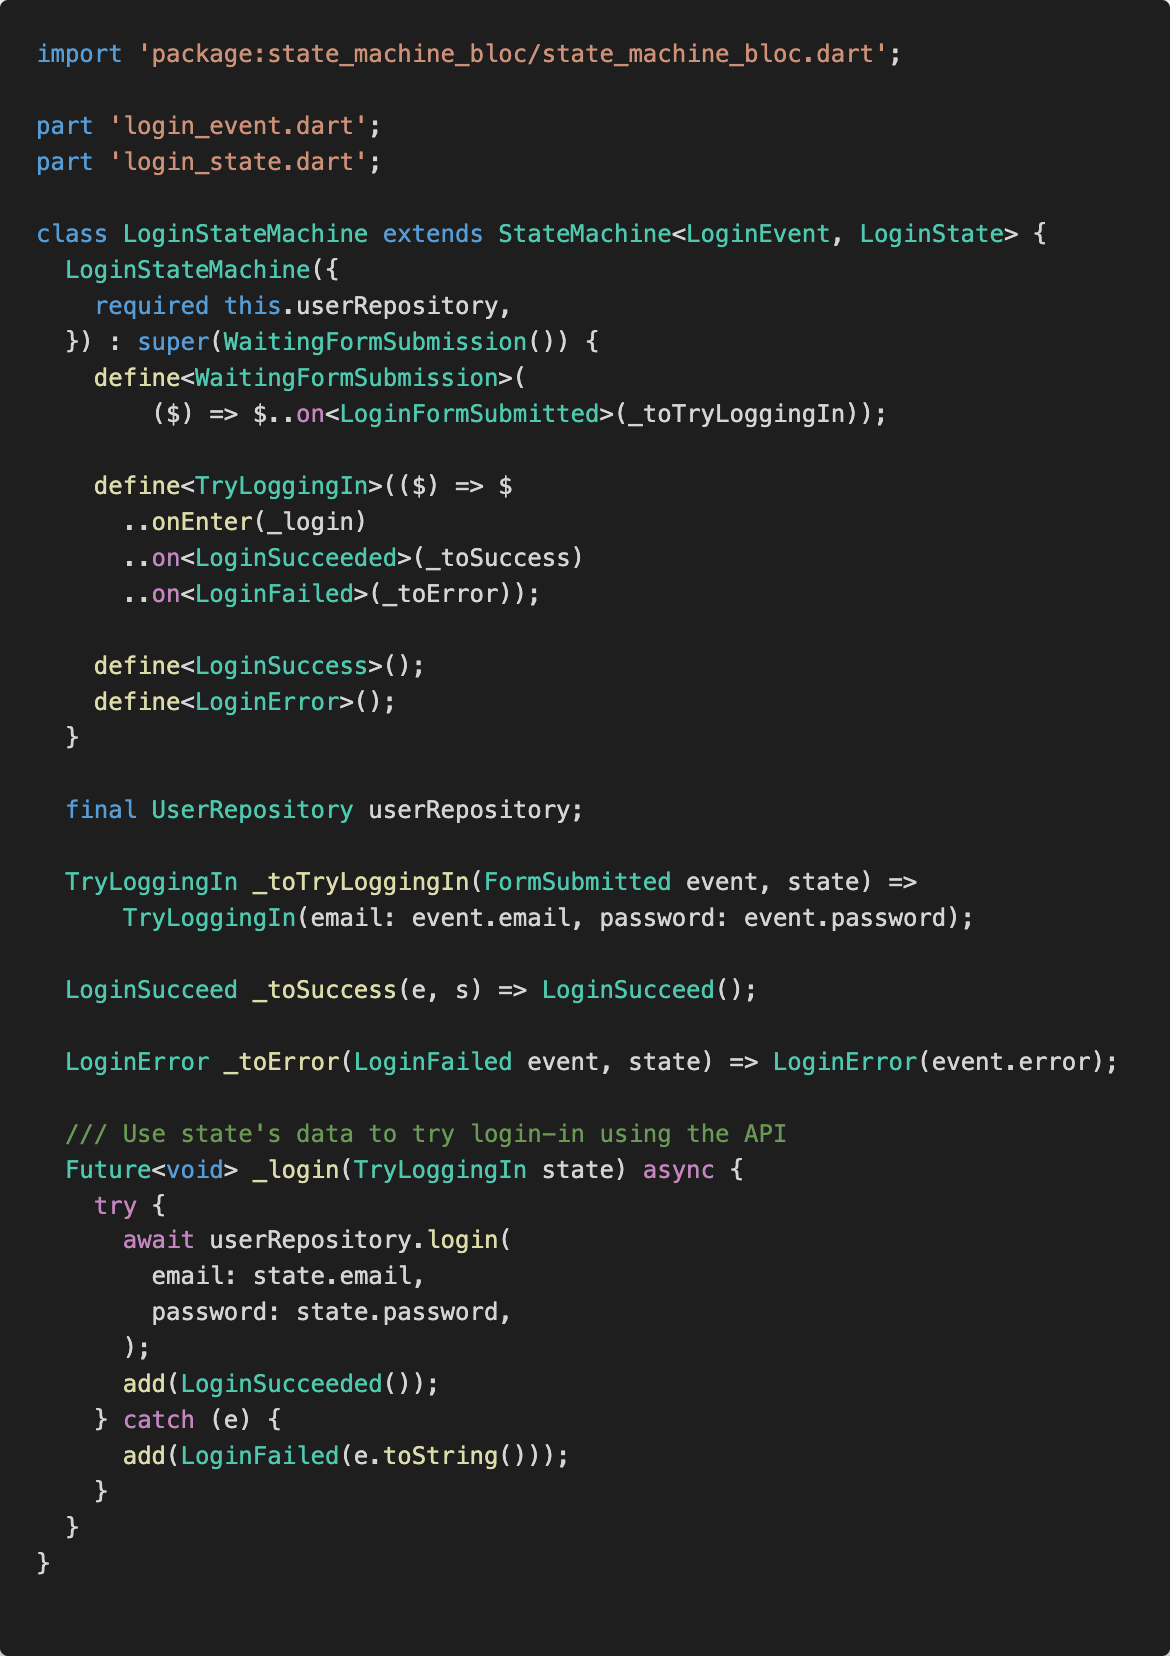 import 'package:state_machine_bloc/state_machine_bloc.dart';

part 'login_event.dart';
part 'login_state.dart';

class LoginStateMachine extends StateMachine<LoginEvent, LoginState> {
  LoginStateMachine({
    required this.userRepository,
  }) : super(WaitingFormSubmission()) {
    define<WaitingFormSubmission>(
        ($) => $..on<LoginFormSubmitted>(_toTryLoggingIn));

    define<TryLoggingIn>(($) => $
      ..onEnter(_login)
      ..on<LoginSucceeded>(_toSuccess)
      ..on<LoginFailed>(_toError));

    define<LoginSuccess>();
    define<LoginError>();
  }

  final UserRepository userRepository;

  TryLoggingIn _toTryLoggingIn(FormSubmitted event, state) =>
      TryLoggingIn(email: event.email, password: event.password);

  LoginSucceed _toSuccess(e, s) => LoginSucceed();

  LoginError _toError(LoginFailed event, state) => LoginError(event.error);

  /// Use state's data to try login-in using the API
  Future<void> _login(TryLoggingIn state) async {
    try {
      await userRepository.login(
        email: state.email,
        password: state.password,
      );
      add(LoginSucceeded());
    } catch (e) {
      add(LoginFailed(e.toString()));
    }
  }
}